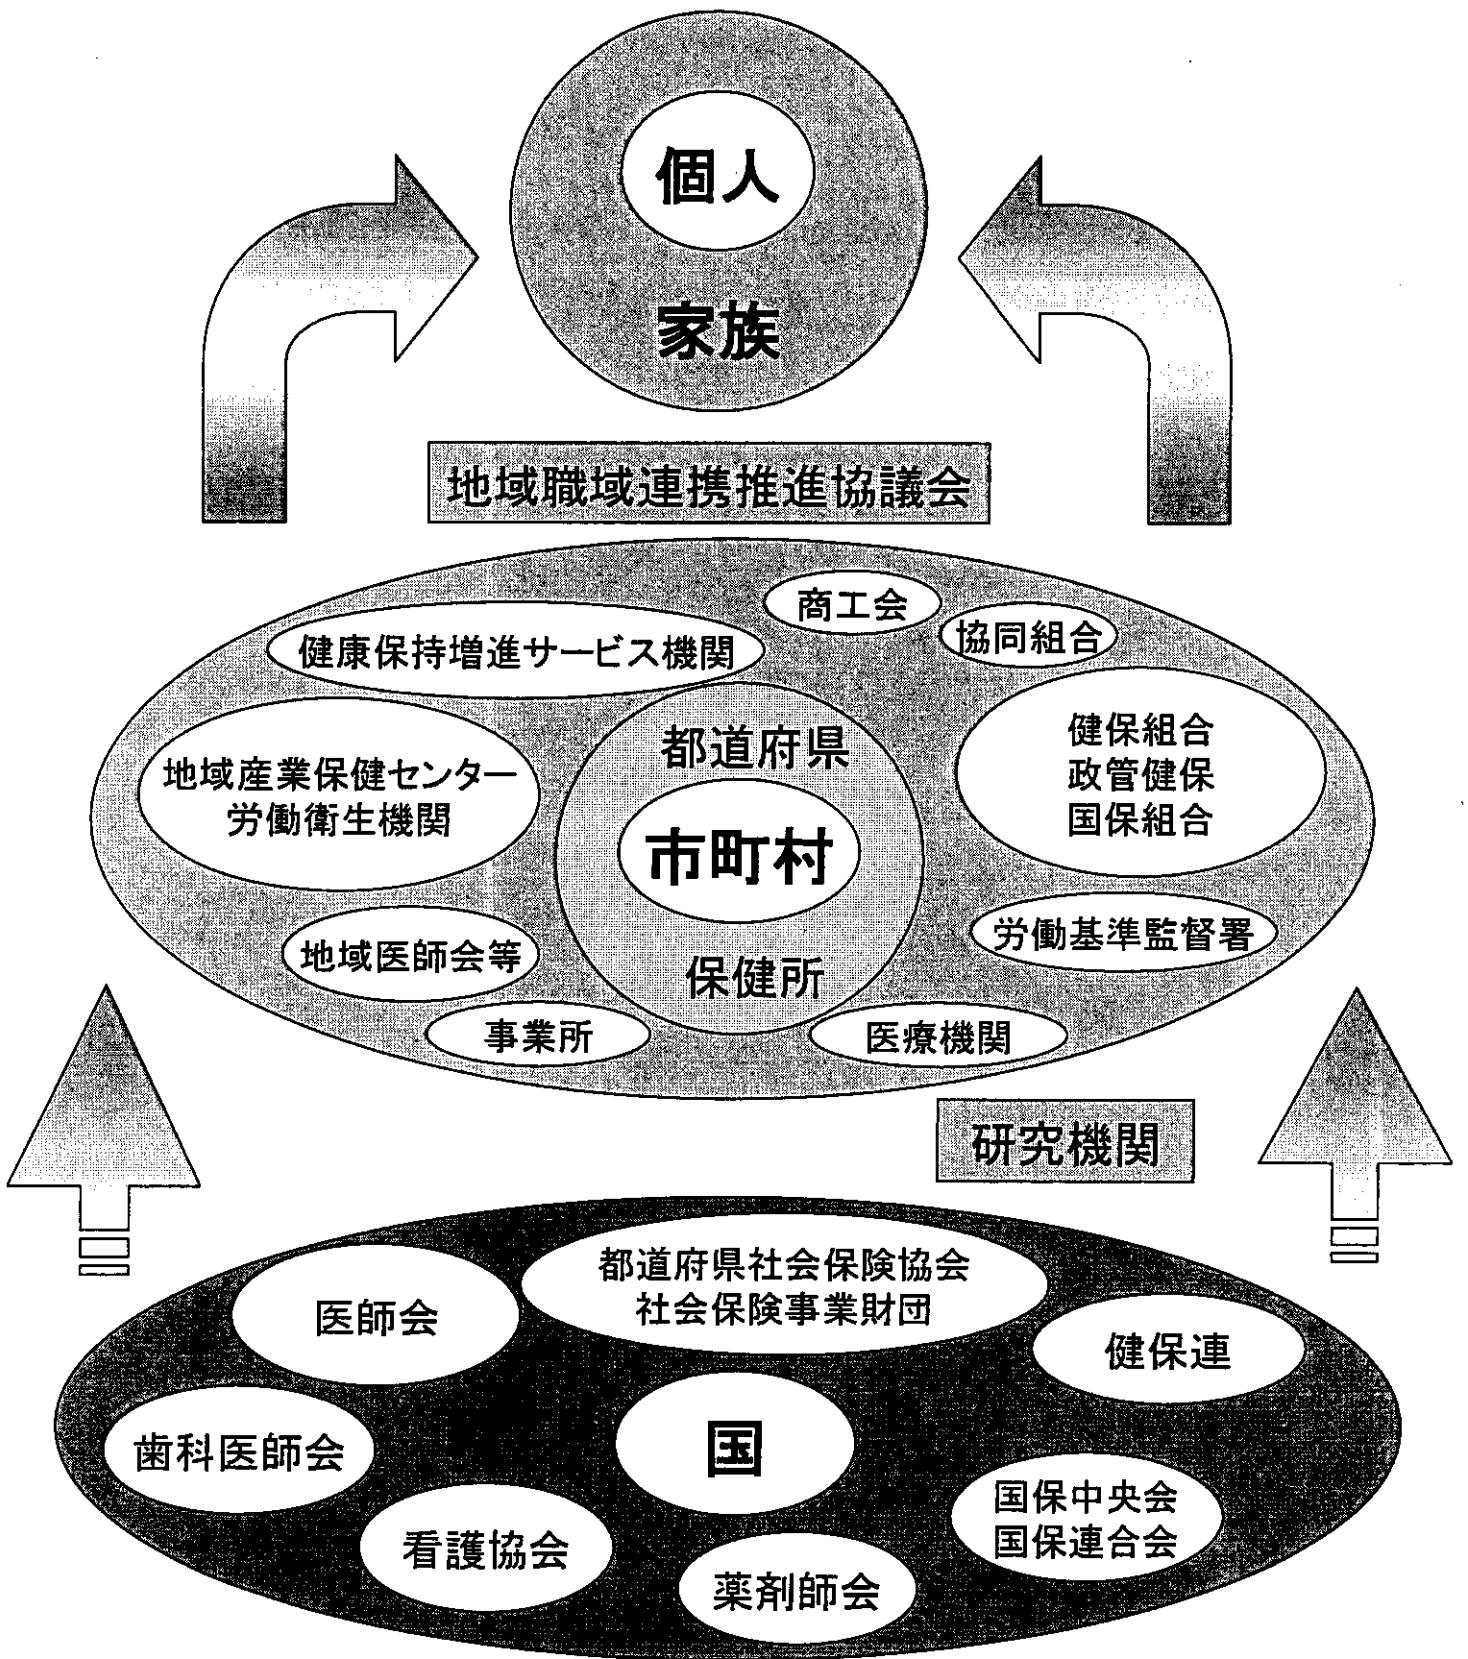 個人
家族
地域職域連携推進協議会
商工会
協同組合
健康保持増進サービス機関
都道府県
健保組合
政管健保
国保組合
地域産業保健センター
労働衛生機関
市町村
労働基準監督署
地域医師会等
保健所
事業所
医療機関
研究機関
都道府県社会保険協会
社会保険事業財団
医師会
健保連
国
歯科医師会
国保中央会
国保連合会
看護協会
薬剤師会